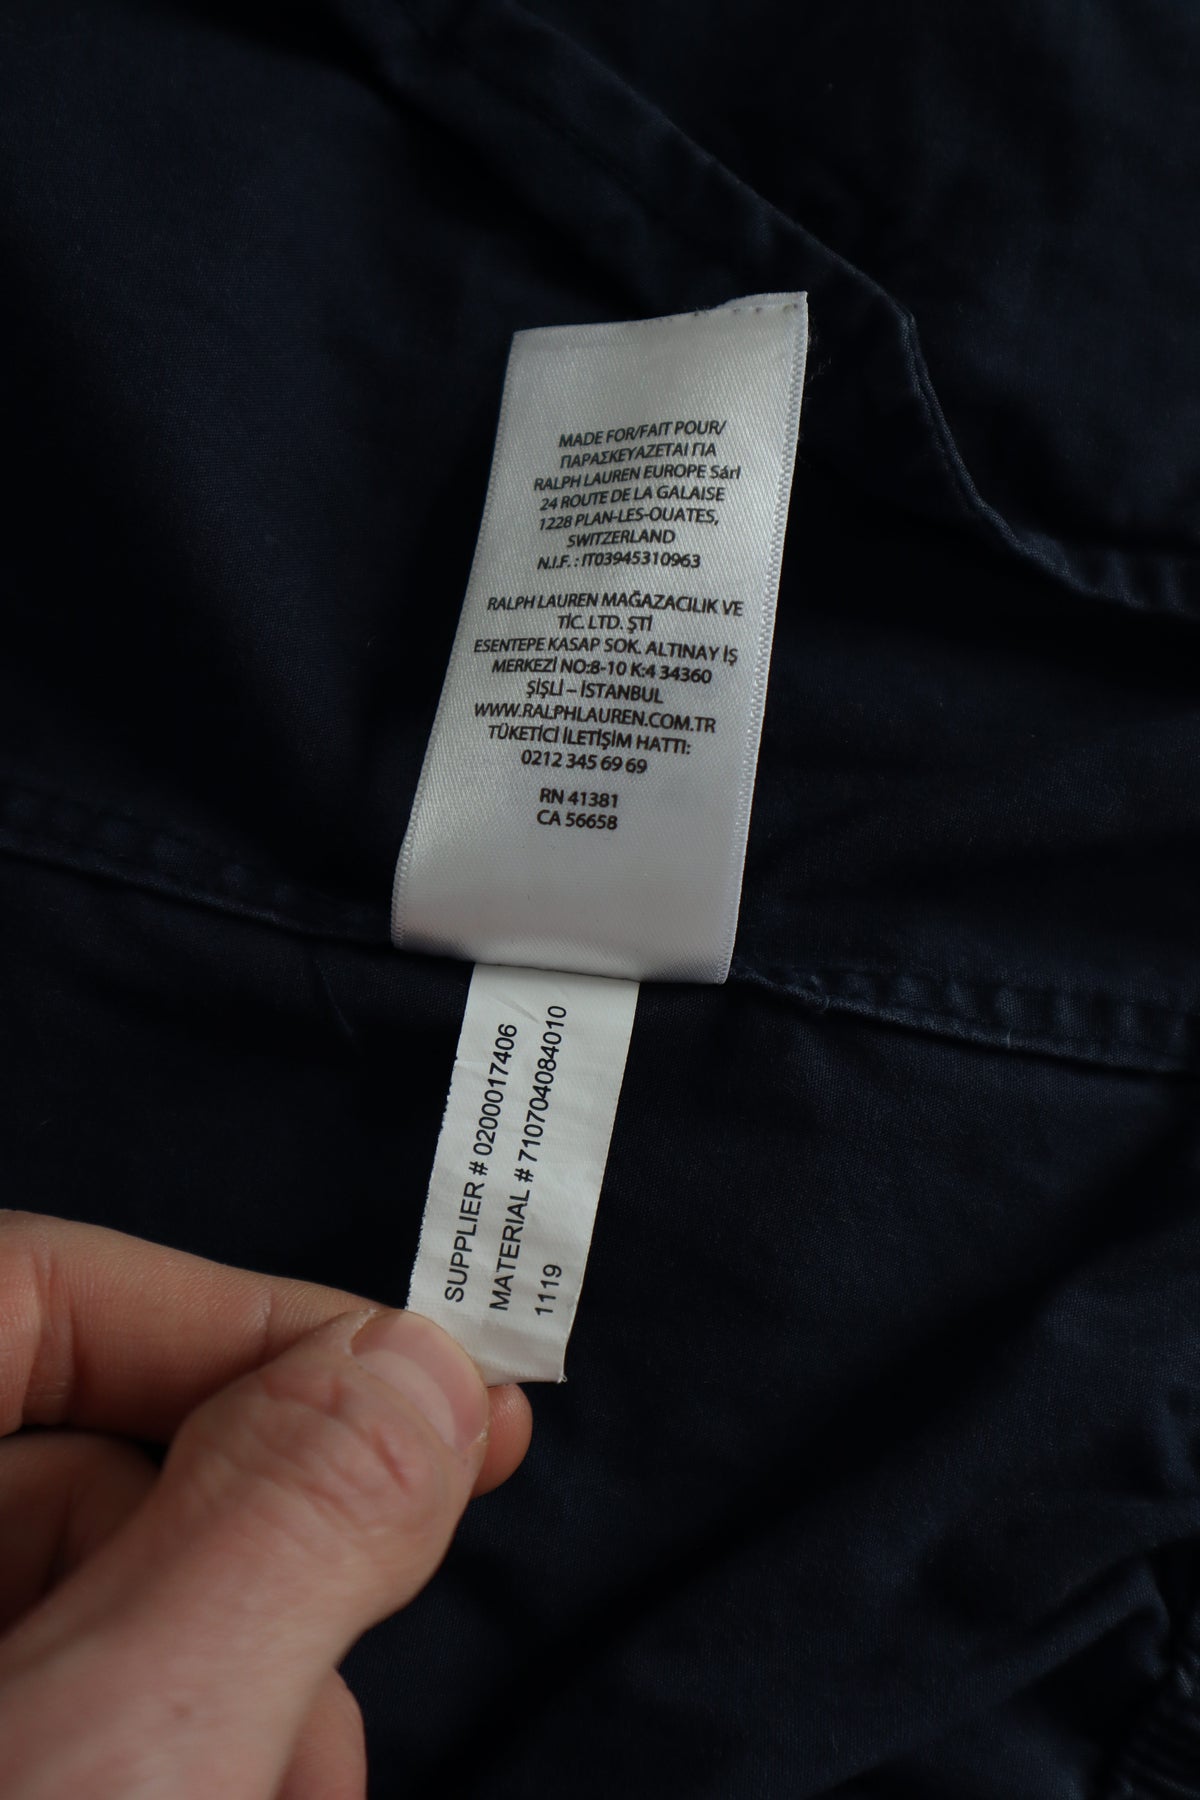 MADE FOR/FAIT POUR/
ΠΑΡΑΣΚΕΥΑΖΕΤΑΙ ΓΙΑ
RALPH LAUREN EUROPE Sárl
24 ROUTE DE LA GALAISE
1228 PLAN-LES-OUATES,
SWITZERLAND
N.I.F. : IT03945310963
RALPH LAUREN MAĞAZACILIK VE
TİC. LTD. ŞTİ
ESENTEPE KASAP SOK. ALTINAY İŞ
MERKEZİ NO:8-10 K:4 34360
ŞİŞLİ – İSTANBUL
WWW.RALPHLAUREN.COM.TR
TÜKETİCİ İLETİŞİM HATTI:
0212 345 69 69
RN 41381
CA 56658
SUPPLIER # 0200017406
MATERIAL # 710704084010
1119